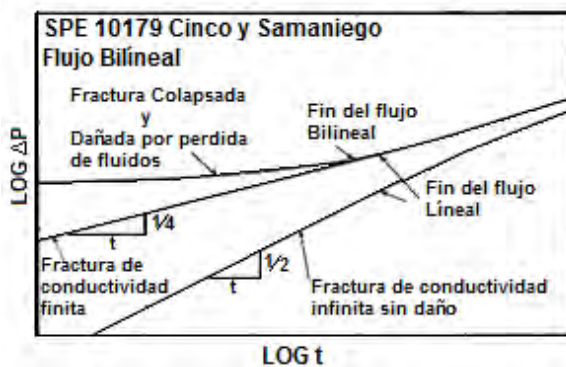 SPE 10179 Cinco y Samaniego
Flujo Bilíneal
Fractura Colapsada
y
Dañada por perdida
de fluidos
Fin del flujo
Bilineal
Fin del flujo
Líneal
1/4
t
1/2
t
Fractura de
conductividad
finita
Fractura de conductividad
infinita sin daño
LOG ΔP
LOG t